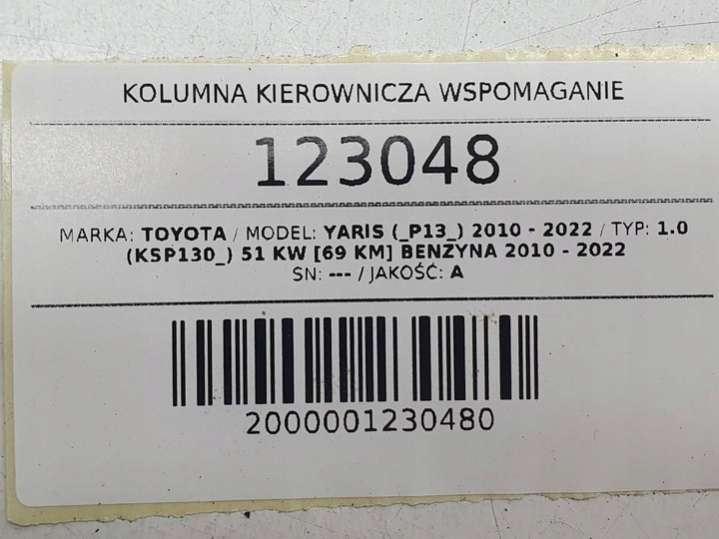 KOLUMNA KIEROWNICZA WSPOMAGANIE
123048
MARKA: TOYOTA / MODEL: YARIS (_P13_) 2010 - 2022 / TYP: 1.0
(KSP130_) 51 KW [69 KM] BENZYNA 2010 - 2022
SN: --- / JAKOŚĆ: A
2000001230480